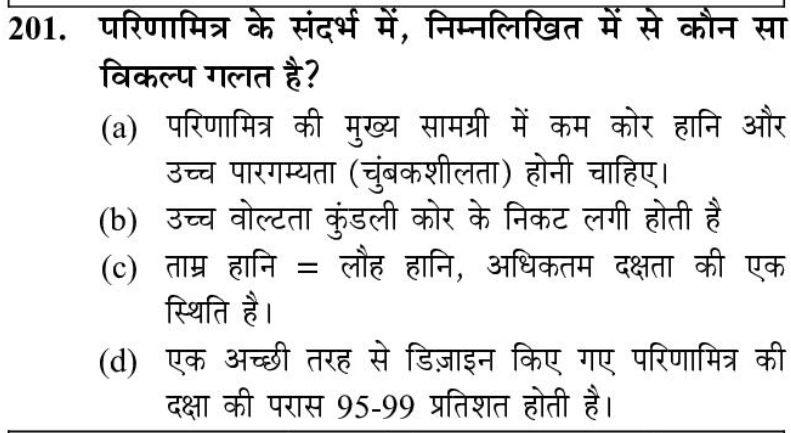 201. परिणामित्र के संदर्भ में, निम्नलिखित में से कौन सा
विकल्प गलत है?
(a) परिणामित्र की मुख्य सामग्री में कम कोर हानि और
उच्च पारगम्यता (चुंबकशीलता) होनी चाहिए।
(b) उच्च वोल्टता कुंडली कोर के निकट लगी होती है
(c) ताम्र हानि = लौह हानि, अधिकतम दक्षता की एक
स्थिति है।
(d) एक अच्छी तरह से डिज़ाइन किए गए परिणामित्र की
दक्षा की परास 95-99 प्रतिशत होती है।